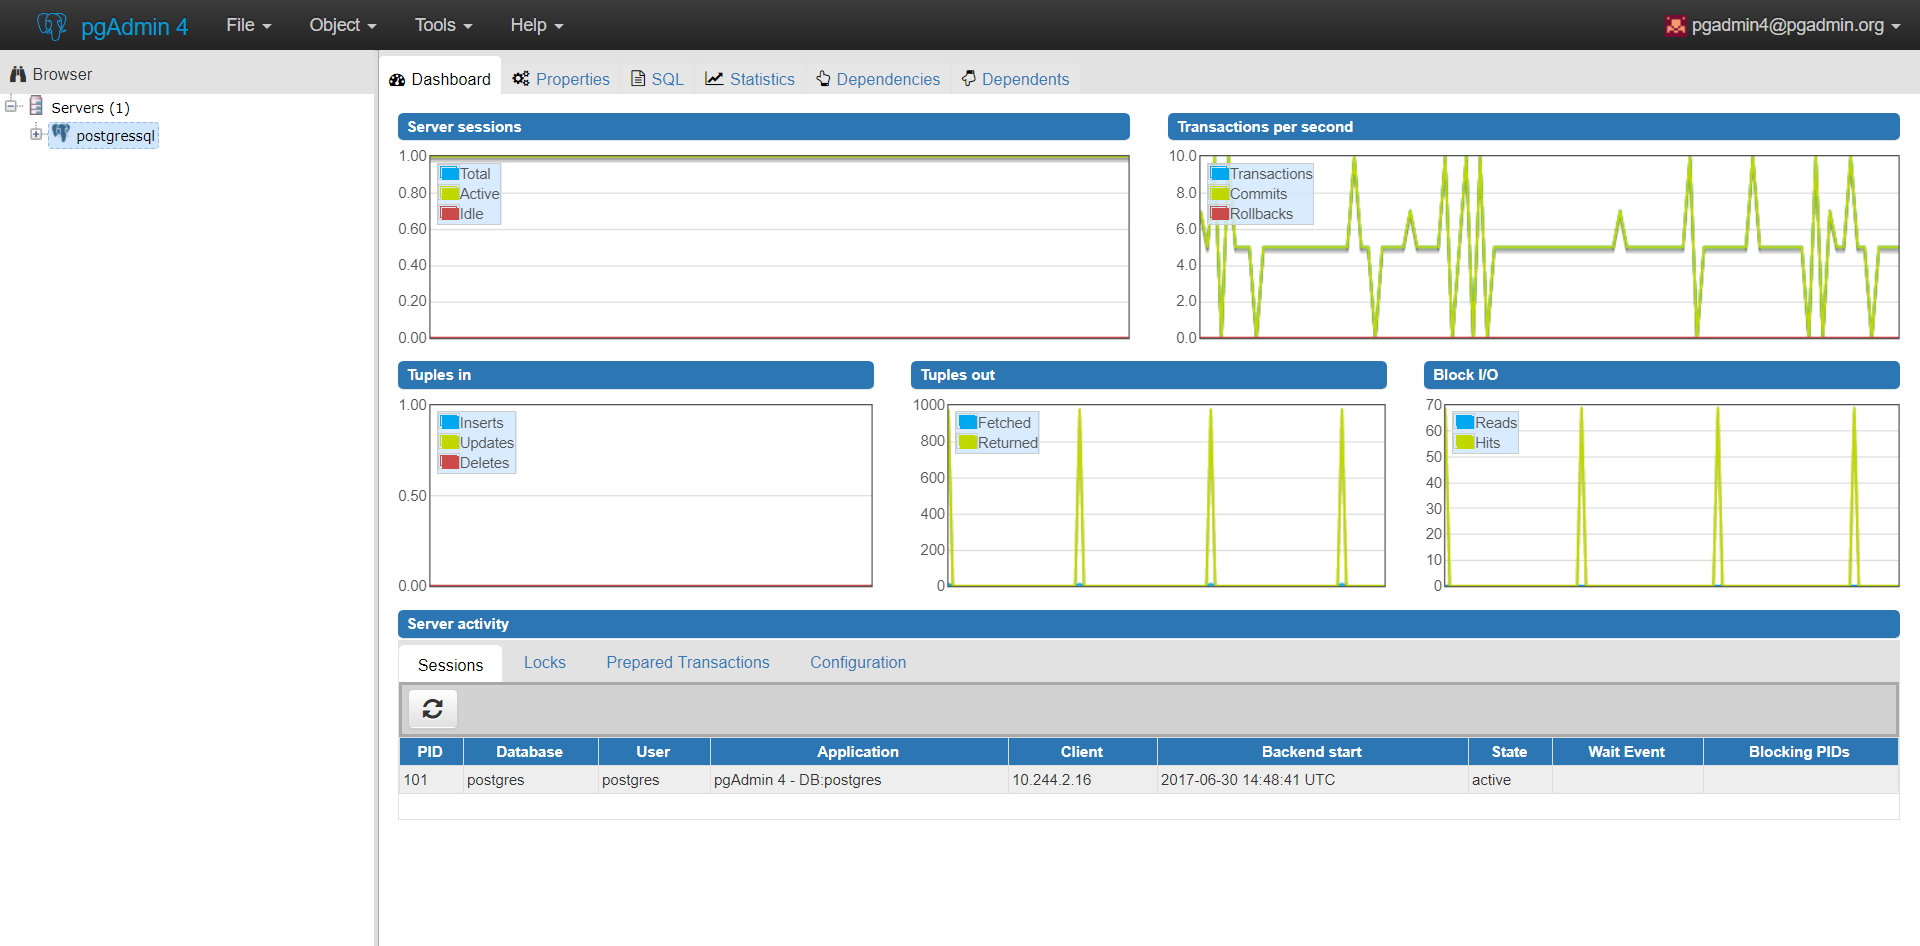 pgAdmin 4 File Object Tools Help pgadmin4@pgadmin.org
Browser
Servers (1)
postgressql
Dashboard Properties SQL Statistics Dependencies Dependents
Server sessions
1.00
0.80
0.60
0.40
0.20
0.00
Total
Active
Idle
Transactions per second
10.0
8.0
6.0
4.0
2.0
0.0
Transactions
Commits
Rollbacks
Tuples in
1.00
0.50
0.00
Inserts
Updates
Deletes
Tuples out
1000
800
600
400
200
0
Fetched
Returned
Block I/O
70
60
50
40
30
20
10
0
Reads
Hits
Server activity
Sessions Locks Prepared Transactions Configuration
PID Database User Application Client Backend start State Wait Event Blocking PIDs
101 postgres postgres pgAdmin 4 - DB:postgres 10.244.2.16 2017-06-30 14:48:41 UTC active